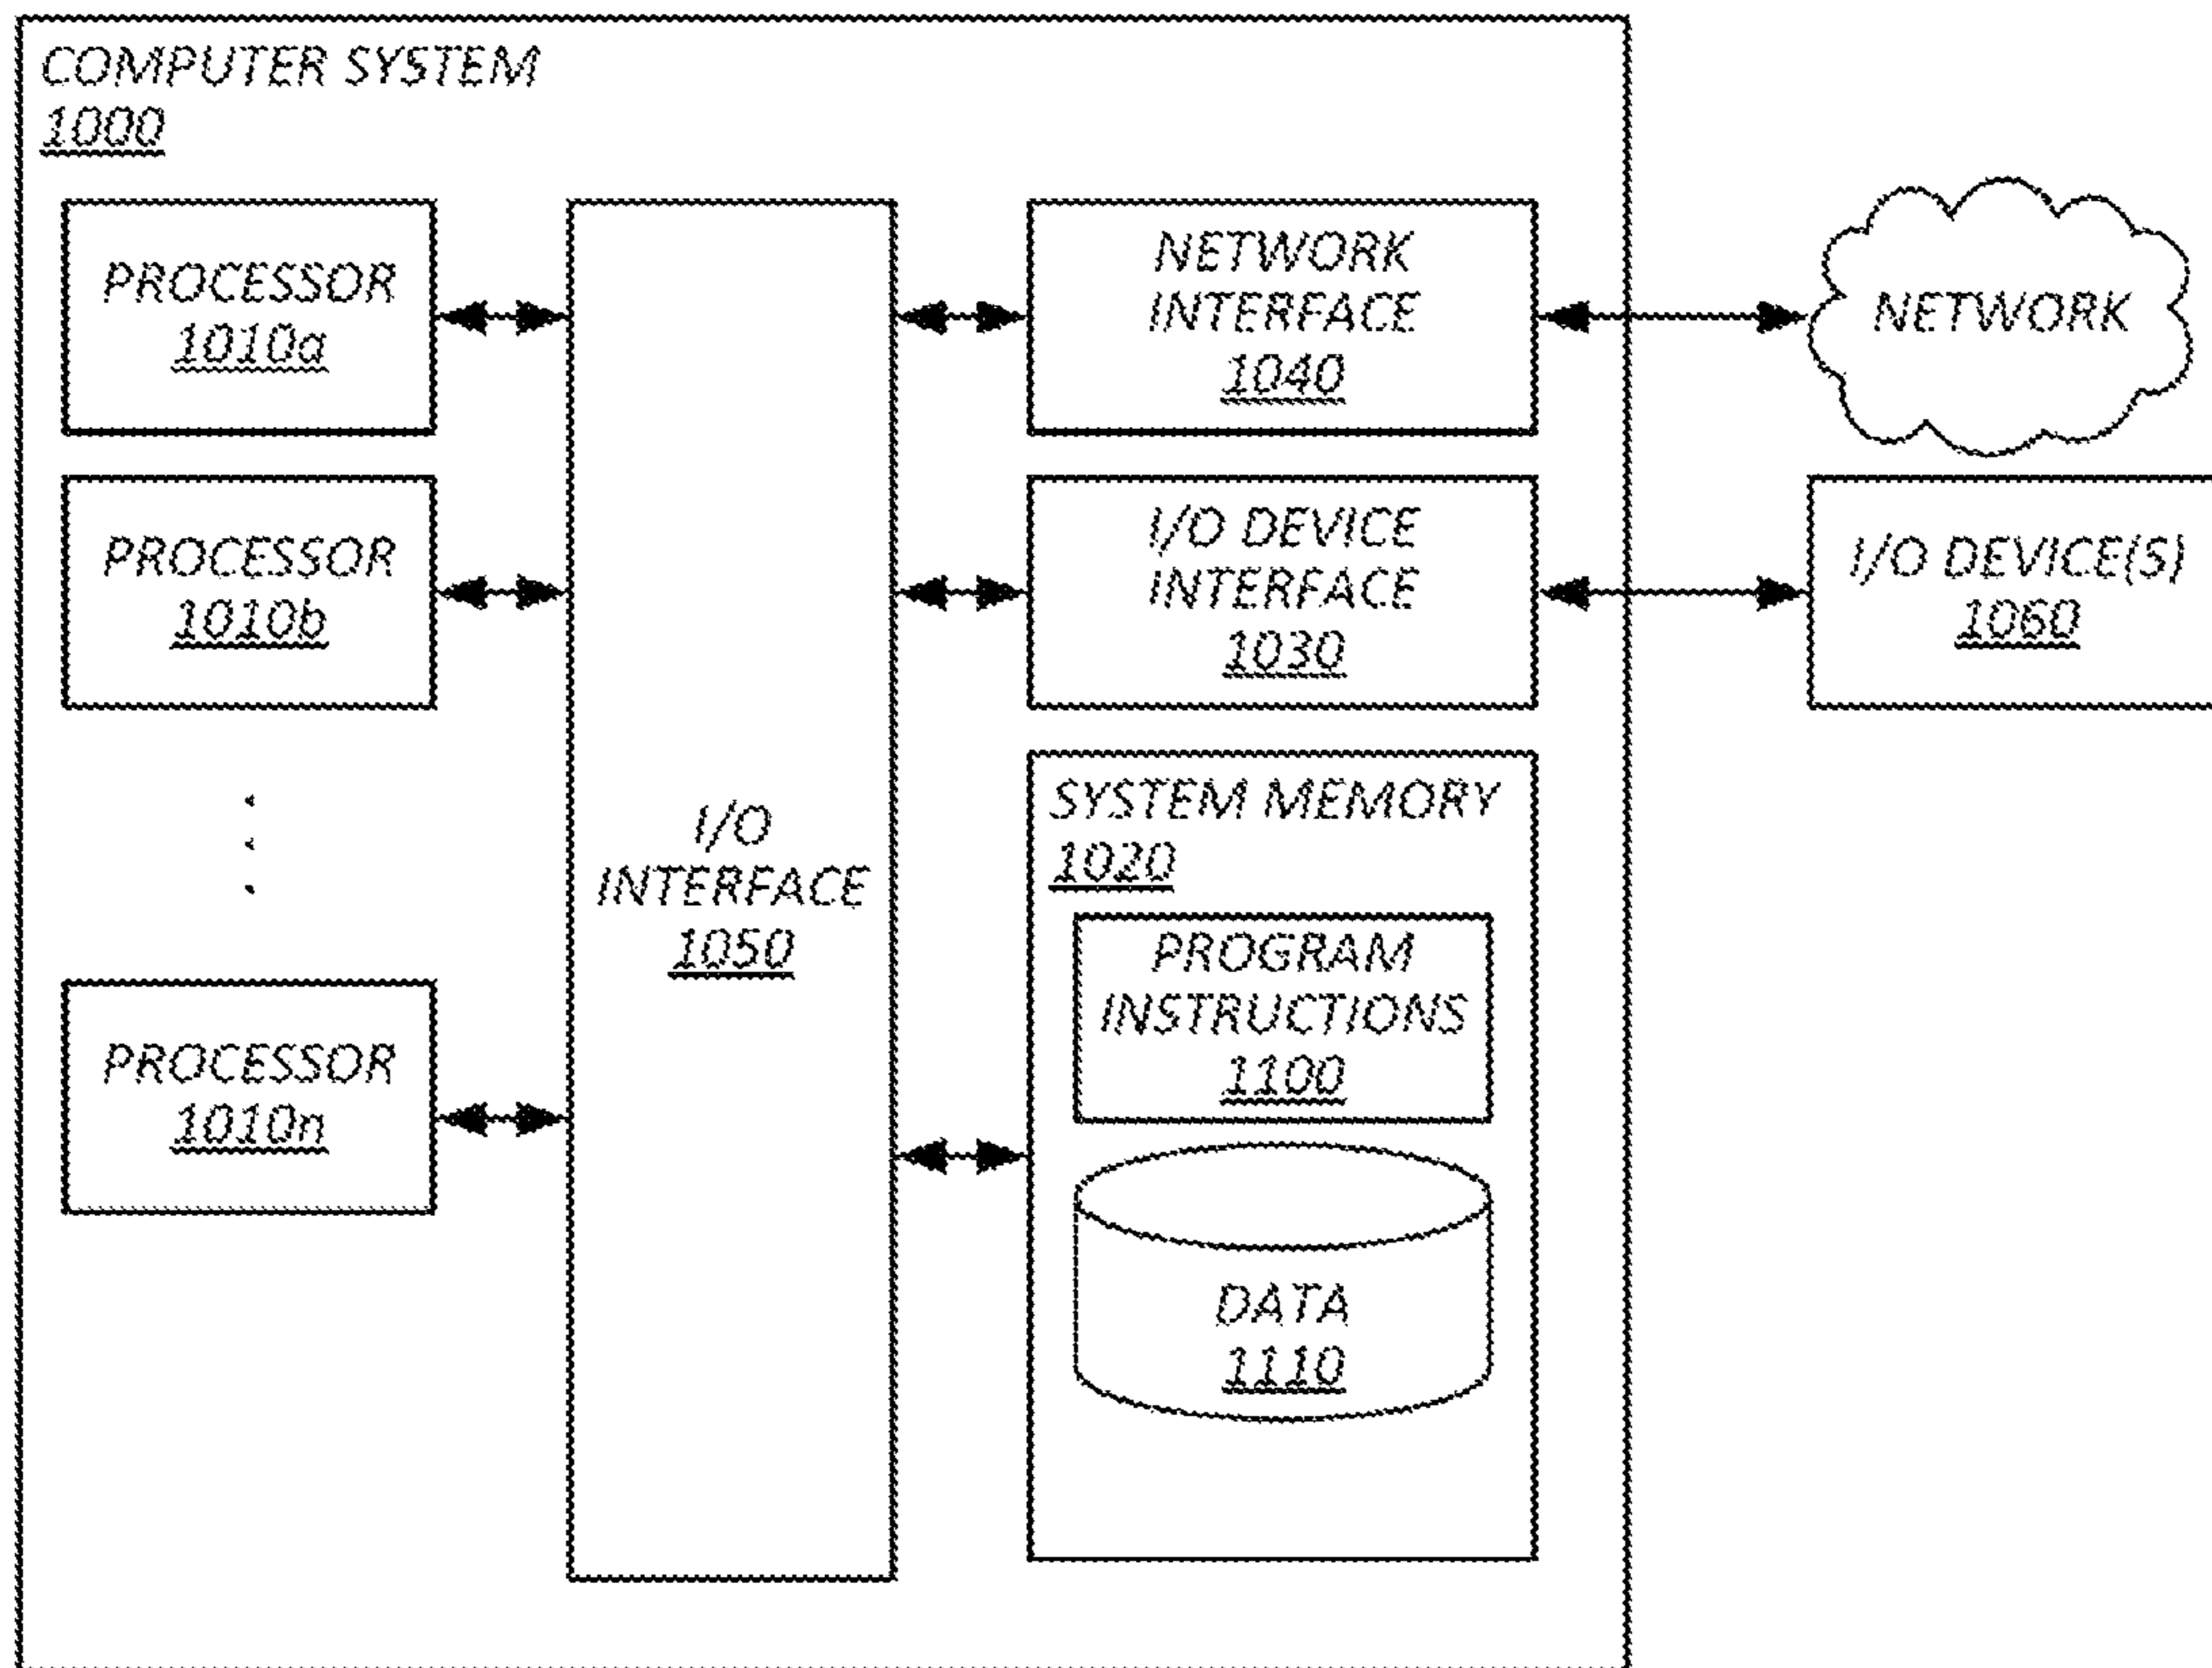 COMPUTER SYSTEM
1000
PROCESSOR
1010a
PROCESSOR
1010b
PROCESSOR
1010n
I/O
INTERFACE
1050
NETWORK
INTERFACE
1040
I/O DEVICE
INTERFACE
1030
SYSTEM MEMORY
1020
PROGRAM
INSTRUCTIONS
1100
DATA
1110
NETWORK
I/O DEVICE(S)
1060